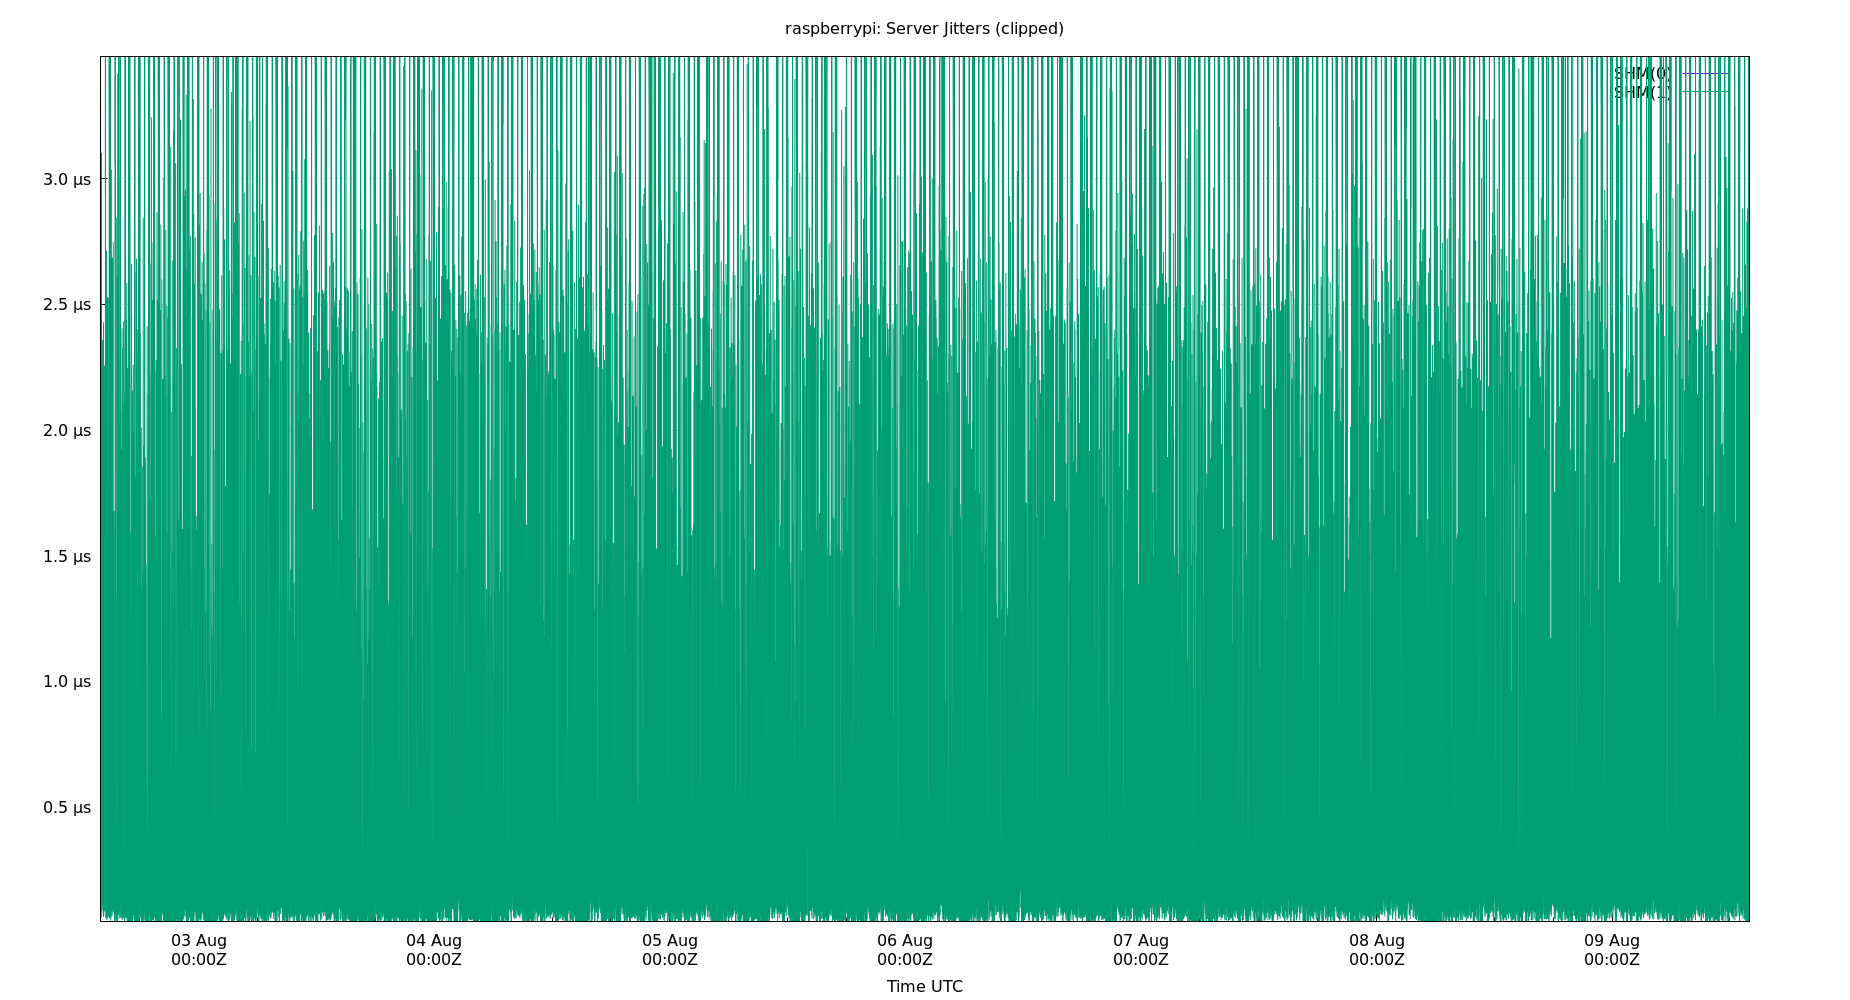 raspberrypi: Server Jitters (clipped)
SHM(0)
SHM(1)
3.0 µs
2.5 µs
2.0 µs
1.5 µs
1.0 µs
0.5 µs
03 Aug 04 Aug 05 Aug 06 Aug 07 Aug 08 Aug 09 Aug
00:00Z 00:00Z 00:00Z 00:00Z 00:00Z 00:00Z 00:00Z
Time UTC